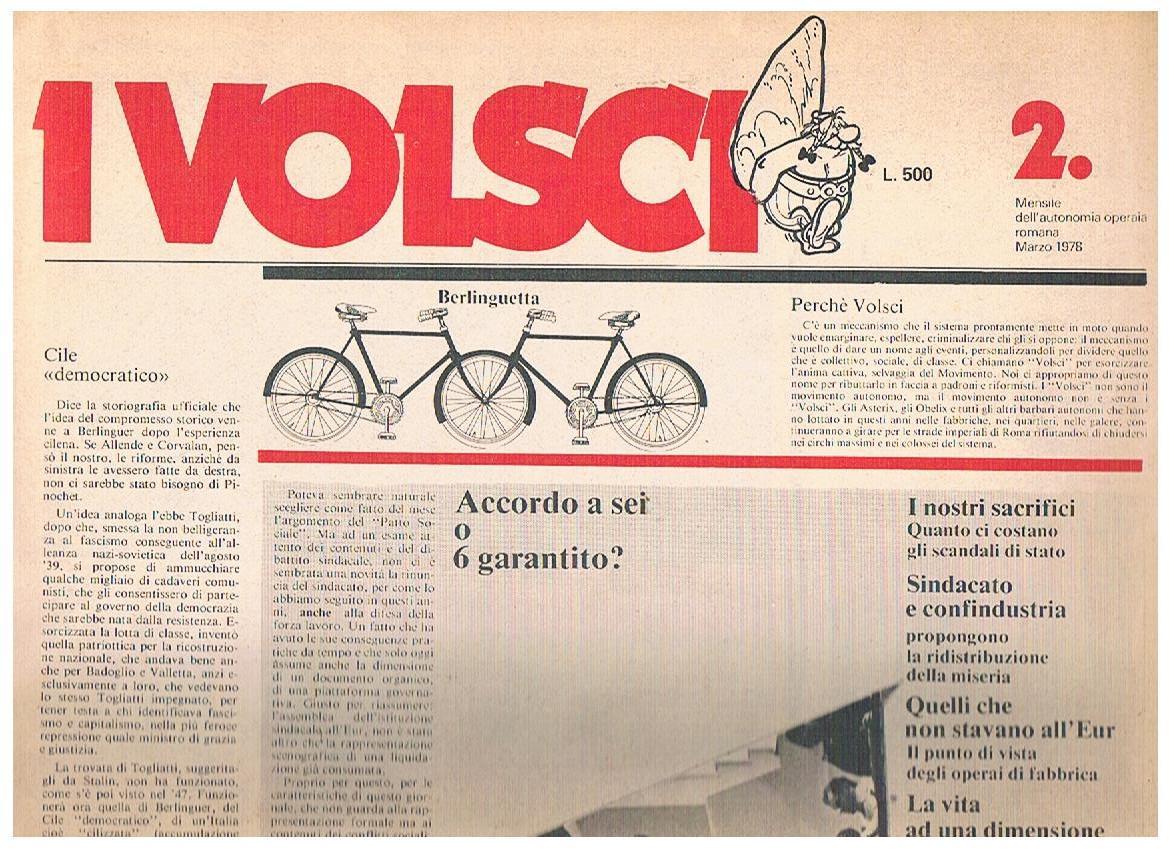 I VOLSCI
L. 500
2.
Mensile
dell'autonomia operaia
romana
Marzo 1978
Cile
«democratico»
Dice la storiografia ufficiale che
l'idea del compromesso storico ven-
ne a Berlinguer dopo l'esperienza
cilena. Se Allende e Corvalan, pen-
sò il nostro, le riforme, anziché da
sinistra le avessero fatte da destra,
non ci sarebbe stato bisogno di Pi-
nochet.
Un'idea analoga l'ebbe Togliatti,
dopo che, smessa la non belligeran-
za al fascismo conseguente all'al-
leanza nazi-sovietica dell'agosto
'39, si propose di ammucchiare
qualche migliaio di cadaveri comu-
nisti, che gli consentissero di parte-
cipare al governo della democrazia
che sarebbe nata dalla resistenza. E-
sorcizzata la lotta di classe, inventò
quella patriottica per la ricostruzio-
ne nazionale, che andava bene an-
che per Badoglio e Valletta, anzi e-
sclusivamente a loro, che vedevano
lo stesso Togliatti impegnato, per
tener testa a chi identificava fasci-
smo e capitalismo, nella più feroce
repressione quale ministro di grazia
e giustizia.
La trovata di Togliatti, suggerita-
gli da Stalin, non ha funzionato,
come s'è poi visto nel '47. Funzio-
nerà ora quella di Berlinguer, del
Cile "democratico", di un'Italia
cioè "cilizzata" (accumulazione
Berlinguetta
Perchè Volsci
C'è un meccanismo che il sistema prontamente mette in moto quando
vuole emarginare, espellere, criminalizzare chi gli si oppone: il meccanismo
è quello di dare un nome agli eventi, personalizzandoli per dividere quello
che è collettivo, sociale, di classe. Ci chiamano "Volsci" per esorcizzare
l'anima cattiva, selvaggia del Movimento. Noi ci appropriamo di questo
nome per ributtarlo in faccia a padroni e riformisti. I "Volsci" non sono il
movimento autonomo, ma il movimento autonomo non è senza i
"Volsci". Gli Asterix, gli Obelix e tutti gli altri barbari autonomi che han-
no lottato in questi anni nelle fabbriche, nei quartieri, nelle galere, con-
tinueranno a girare per le strade imperiali di Roma rifiutandosi di chiudersi
nei circhi massimi e nei colossei del sistema.
Poteva sembrare naturale
scegliere come fatto del mese
l'argomento del "Patto So-
ciale". Ma ad un esame at-
tento dei contenuti e del di-
battito sindacale, non ci è
sembrata una novità la rinun-
cia del sindacato, per come lo
abbiamo seguito in questi an-
ni, anche alla difesa della
forza lavoro. Un fatto che ha
avuto le sue conseguenze pra-
tiche da tempo e che solo oggi
assume anche la dimensione
di un documento organico,
di una piattaforma governa-
tiva. Giusto per riassumere:
l'assemblea dell'istituzione
sindacale all'Eur, non è stato
altro che la rappresentazione
scenografica di una liquida-
zione già consumata.
Proprio per questo, per le
caratteristiche di questo gior-
nale, che non guarda alla rap-
presentazione formale ma ai
contenuti dei conflitti sociali
Accordo a sei
o
6 garantito?
I nostri sacrifici
Quanto ci costano
gli scandali di stato
Sindacato
e confindustria
propongono
la ridistribuzione
della miseria
Quelli che
non stavano all'Eur
Il punto di vista
degli operai di fabbrica
La vita
ad una dimensione